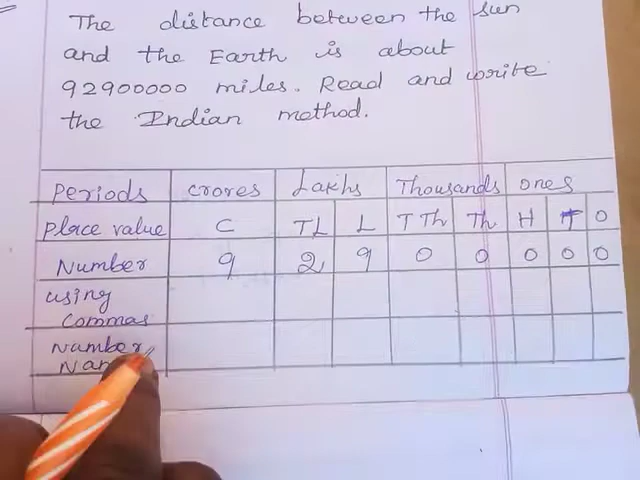 The distance between the sun
and the Earth is about
92900000 miles. Read and write
the Indian method.
Periods crores Lakhs Thousands ones
place value C TL L T Th Th H T O
Number 9 2 9 0 0 0 0 0
using
Commas
Number